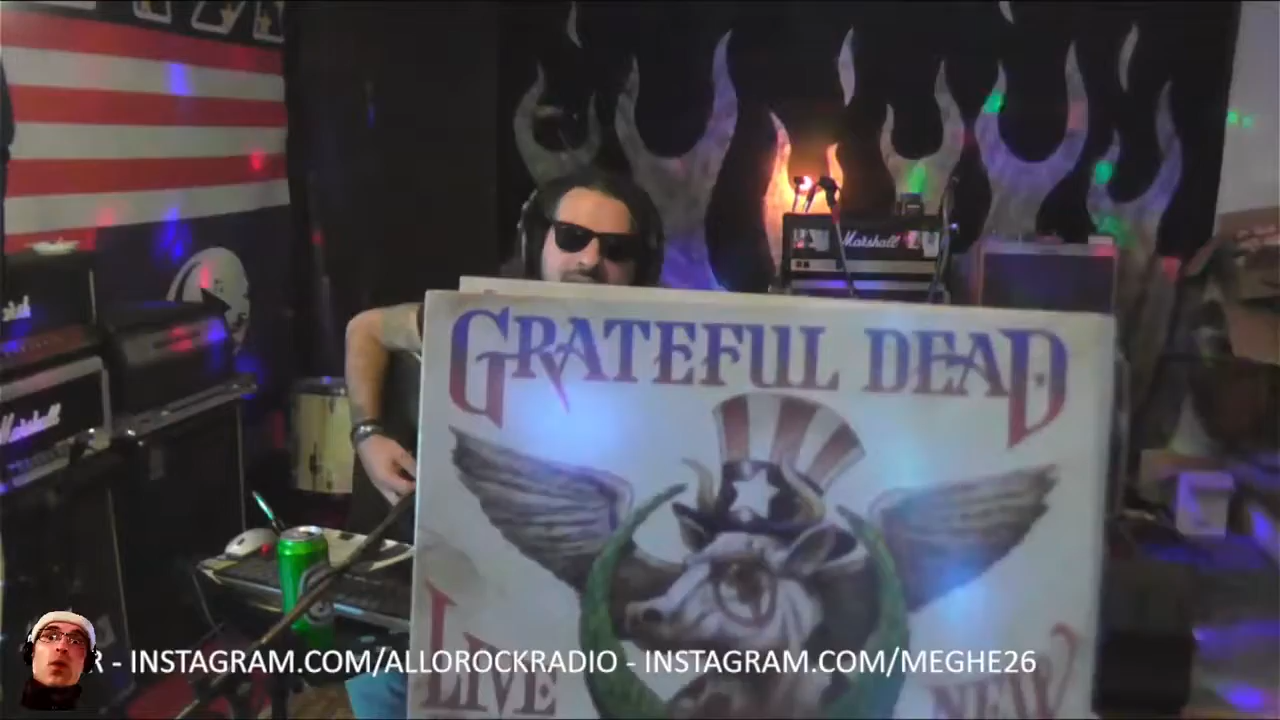 Marshall
GRATEFUL DEAD
Marshall
R - INSTAGRAM.COM/ALLOROCKRADIO - INSTAGRAM.COM/MEGHE26
LIVE
NEW